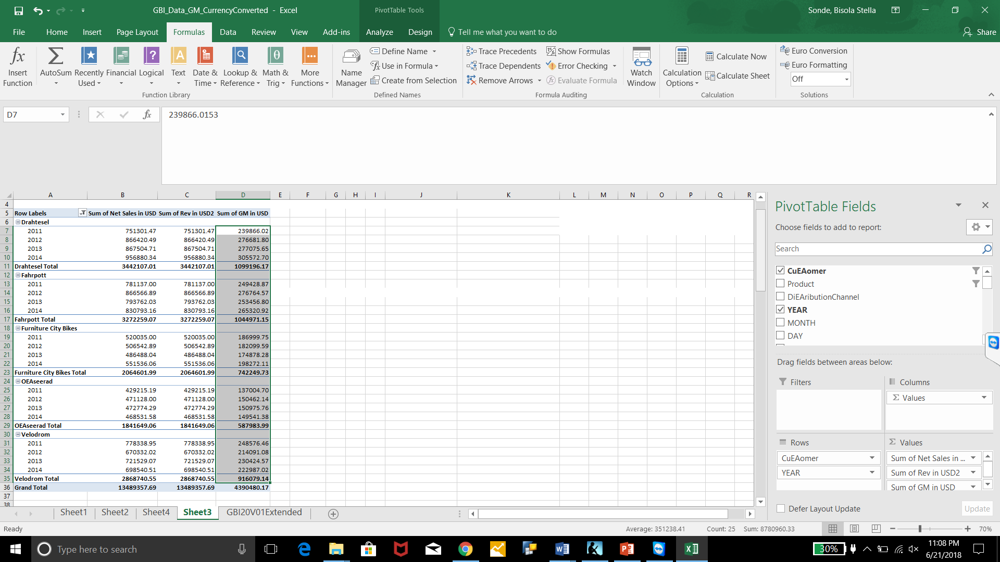 GBI_Data_GM_CurrencyConverted - Excel
PivotTable Tools
Sonde, Bisola Stella
File Home Insert Page Layout Formulas Data Review View Add-ins Analyze Design Tell me what you want to do Share
fx
Insert Function
AutoSum
Recently Used
Financial
Logical
Text
Date & Time
Lookup & Reference
Math & Trig
More Functions
Function Library
Name Manager
Define Name
Use in Formula
Create from Selection
Defined Names
Trace Precedents
Trace Dependents
Remove Arrows
Show Formulas
Error Checking
Evaluate Formula
Formula Auditing
Watch Window
Calculation Options
Calculate Now
Calculate Sheet
Calculation
Euro Conversion
Euro Formatting
Off
Solutions
D7 fx 239866.0153
A B C D E F G H I J K L M N O P Q R
4
5 Row Labels Sum of Net Sales in USD Sum of Rev in USD2 Sum of GM in USD
6 Drahtesel
7 2011 751301.47 751301.47 239866.02
8 2012 866420.49 866420.49 276681.80
9 2013 867504.71 867504.71 277075.65
10 2014 956880.34 956880.34 305572.70
11 Drahtesel Total 3442107.01 3442107.01 1099196.17
12 Fahrpott
13 2011 781137.00 781137.00 249428.87
14 2012 866566.89 866566.89 276764.57
15 2013 793762.03 793762.03 253456.80
16 2014 830793.16 830793.16 265320.92
17 Fahrpott Total 3272259.07 3272259.07 1044971.15
18 Furniture City Bikes
19 2011 520035.00 520035.00 186999.75
20 2012 506542.89 506542.89 182099.59
21 2013 486488.04 486488.04 174878.28
22 2014 551536.06 551536.06 198272.11
23 Furniture City Bikes Total 2064601.99 2064601.99 742249.73
24 OEAseerad
25 2011 429215.19 429215.19 137004.70
26 2012 471128.00 471128.00 150462.14
27 2013 472774.29 472774.29 150975.76
28 2014 468531.58 468531.58 149541.38
29 OEAseerad Total 1841649.06 1841649.06 587983.99
30 Velodrom
31 2011 778338.95 778338.95 248576.46
32 2012 670332.02 670332.02 214091.08
33 2013 721529.07 721529.07 230424.57
34 2014 698540.51 698540.51 222987.02
35 Velodrom Total 2868740.55 2868740.55 916079.14
36 Grand Total 13489357.69 13489357.69 4390480.17
37
38
PivotTable Fields
Choose fields to add to report:
Search
CuEAomer
Product
DiEAributionChannel
YEAR
MONTH
DAY
Drag fields between areas below:
Filters
Columns
Σ Values
Rows
CuEAomer
YEAR
Σ Values
Sum of Net Sales in ...
Sum of Rev in USD2
Sum of GM in USD
Defer Layout Update
Update
Sheet1 Sheet2 Sheet4 Sheet3 GBI20V01Extended
Ready
Average: 351238.41 Count: 25 Sum: 8780960.33
70%
Type here to search
30%
11:08 PM
6/21/2018